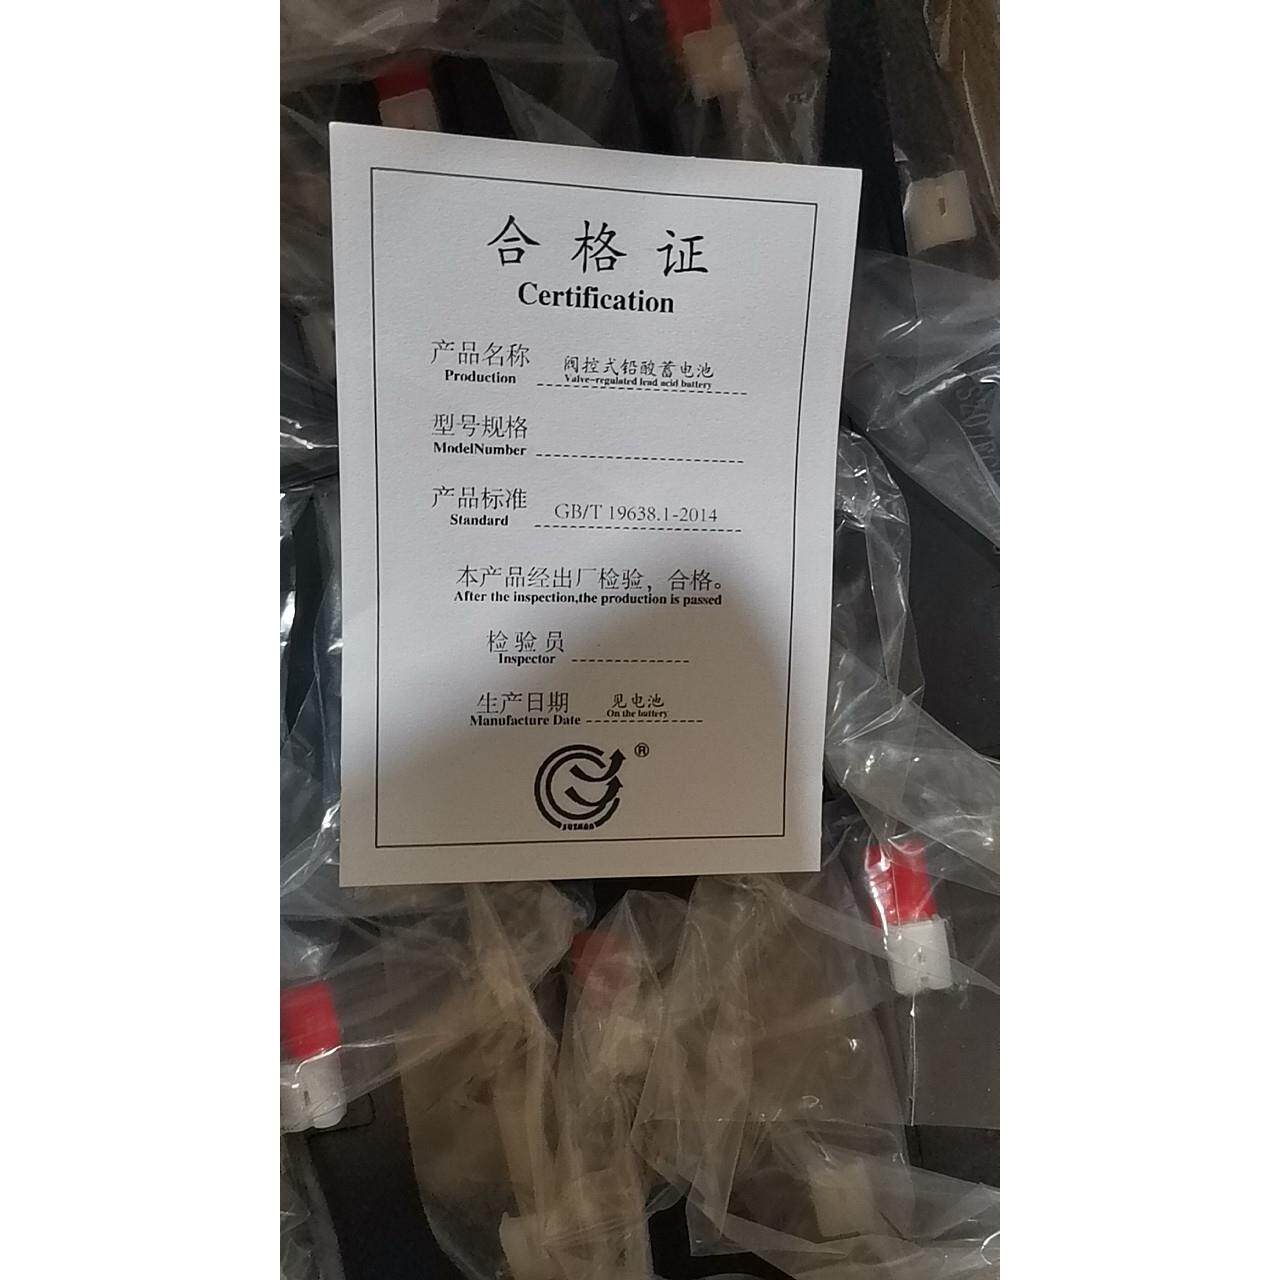 合格证
Certification
产品名称 阀控式铅酸蓄电池
Production Valve-regulated lead acid battery
型号规格
ModelNumber
产品标准 GB/T 19638.1-2014
Standard
本产品经出厂检验，合格。
After the inspection,the production is passed
检验员
Inspector
生产日期 见电池
Manufacture Date On the battery
®